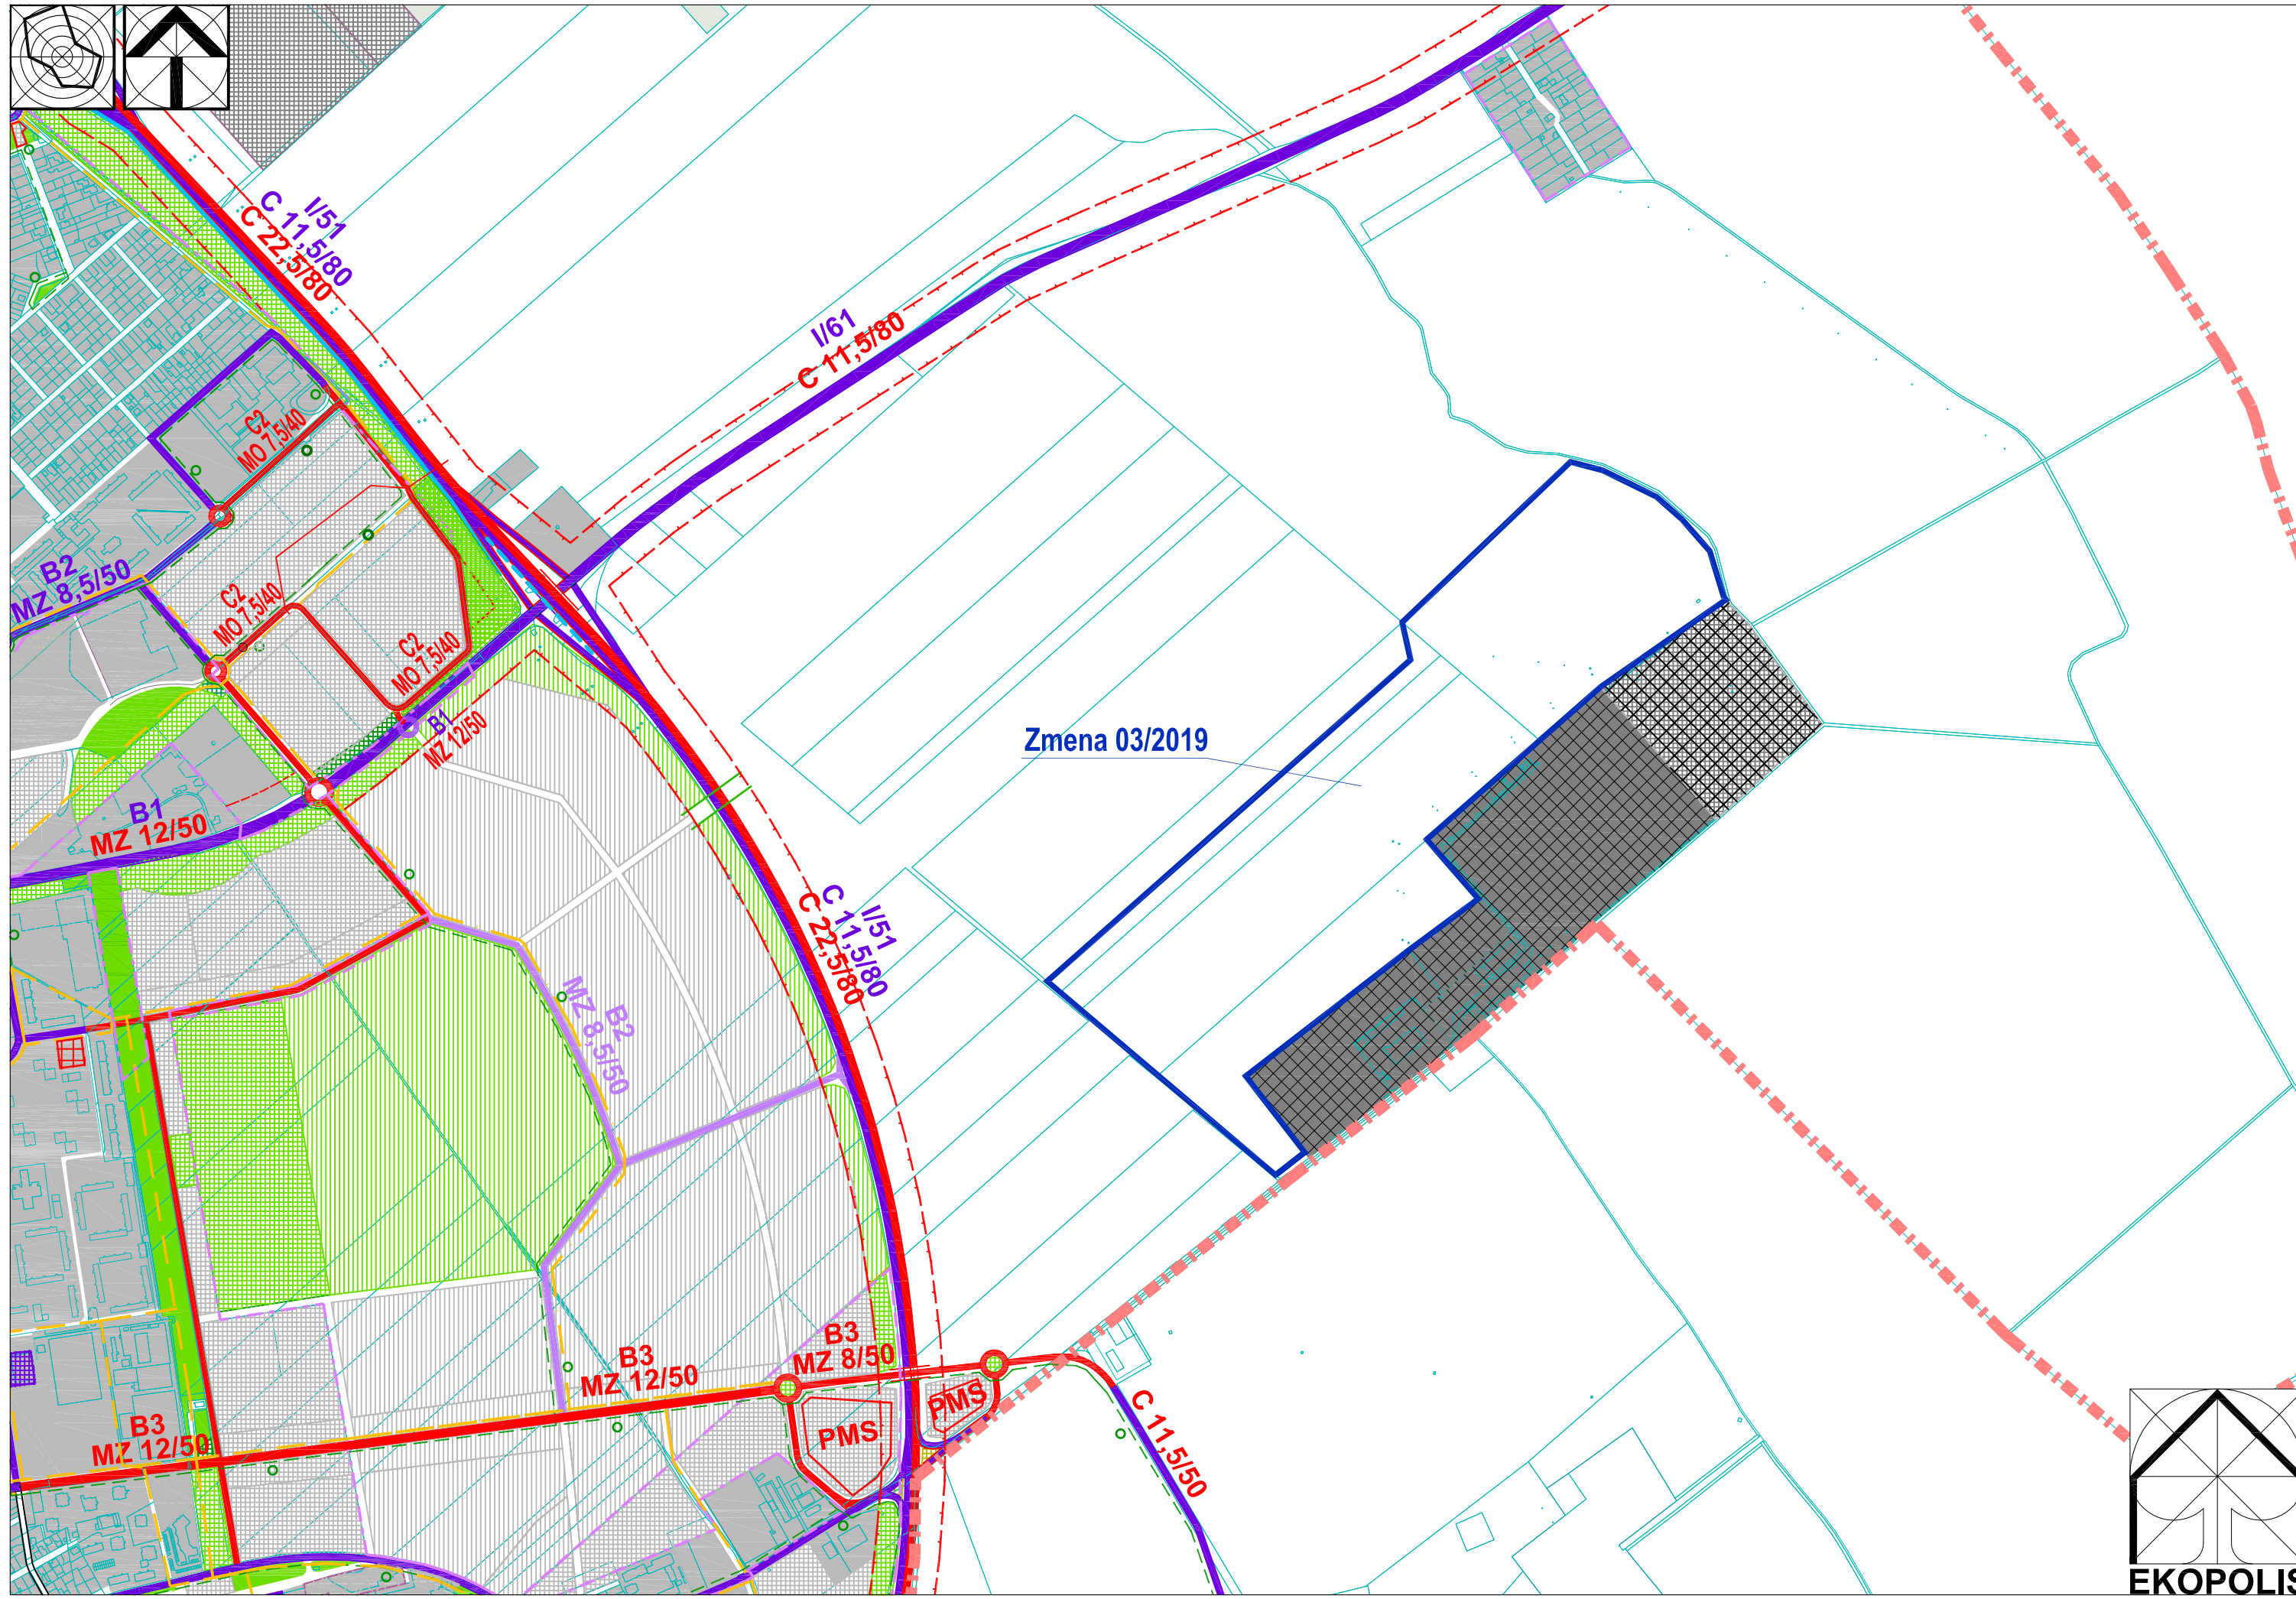 I/51
C 11,5/80
C 22,5/80
I/61
C 11,5/80
C2
MO 7,5/40
B2
MZ 8,5/50
C2
MO 7,5/40
C2
MO 7,5/40
B1
MZ 12/50
Zmena 03/2019
B1
MZ 12/50
I/51
C 11,5/80
C 22,5/80
B2
MZ 8,5/50
B3
MZ 8/50
B3
MZ 12/50
PMS
PMS
C 11,5/50
B3
MZ 12/50
EKOPOLIS